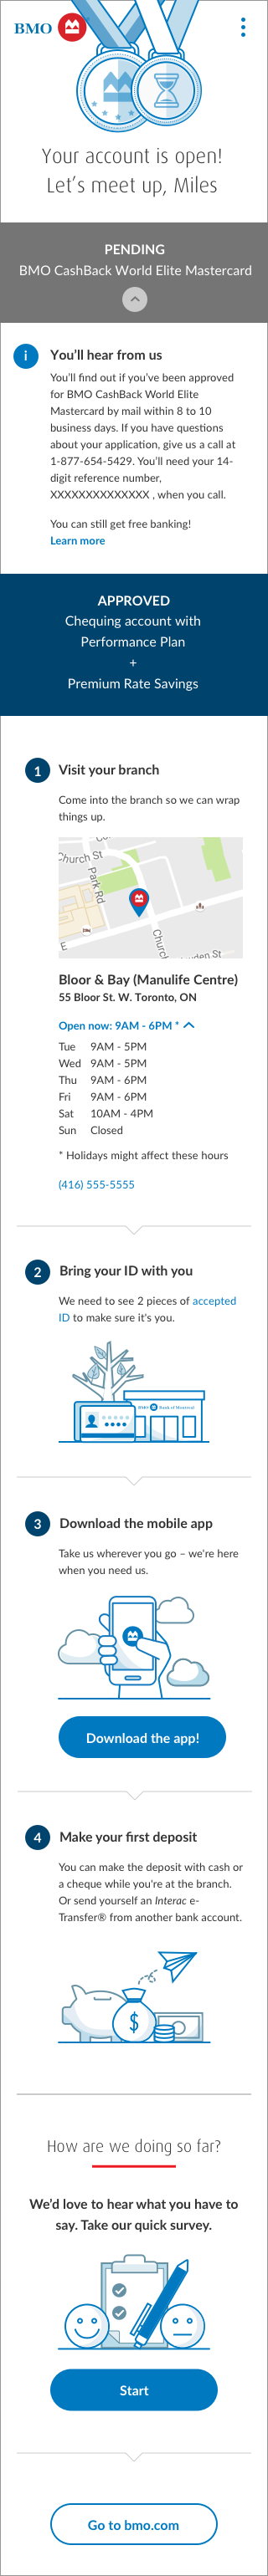 BMO
Your account is open!
Let's meet up, Miles
PENDING
BMO CashBack World Elite Mastercard
i
You'll hear from us
You'll find out if you've been approved
for BMO CashBack World Elite
Mastercard by mail within 8 to 10
business days. If you have questions
about your application, give us a call at
1-877-654-5429. You'll need your 14-
digit reference number,
XXXXXXXXXXXXXX , when you call.
You can still get free banking!
Learn more
APPROVED
Chequing account with
Performance Plan
+
Premium Rate Savings
1 Visit your branch
Come into the branch so we can wrap
things up.
Church St
Park Rd
Church
den St
E
Bloor & Bay (Manulife Centre)
55 Bloor St. W. Toronto, ON
Open now: 9AM - 6PM *
Tue 9AM - 5PM
Wed 9AM - 5PM
Thu 9AM - 6PM
Fri 9AM - 6PM
Sat 10AM - 4PM
Sun Closed
* Holidays might affect these hours
(416) 555-5555
2 Bring your ID with you
We need to see 2 pieces of accepted
ID to make sure it's you.
BMO Bank of Montreal
3 Download the mobile app
Take us wherever you go – we're here
when you need us.
Download the app!
4 Make your first deposit
You can make the deposit with cash or
a cheque while you're at the branch.
Or send yourself an Interac e-
Transfer® from another bank account.
$
How are we doing so far?
We'd love to hear what you have to
say. Take our quick survey.
Start
Go to bmo.com